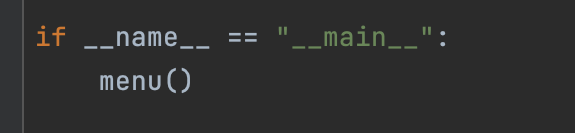 if __name__ == "__main__":
    menu()